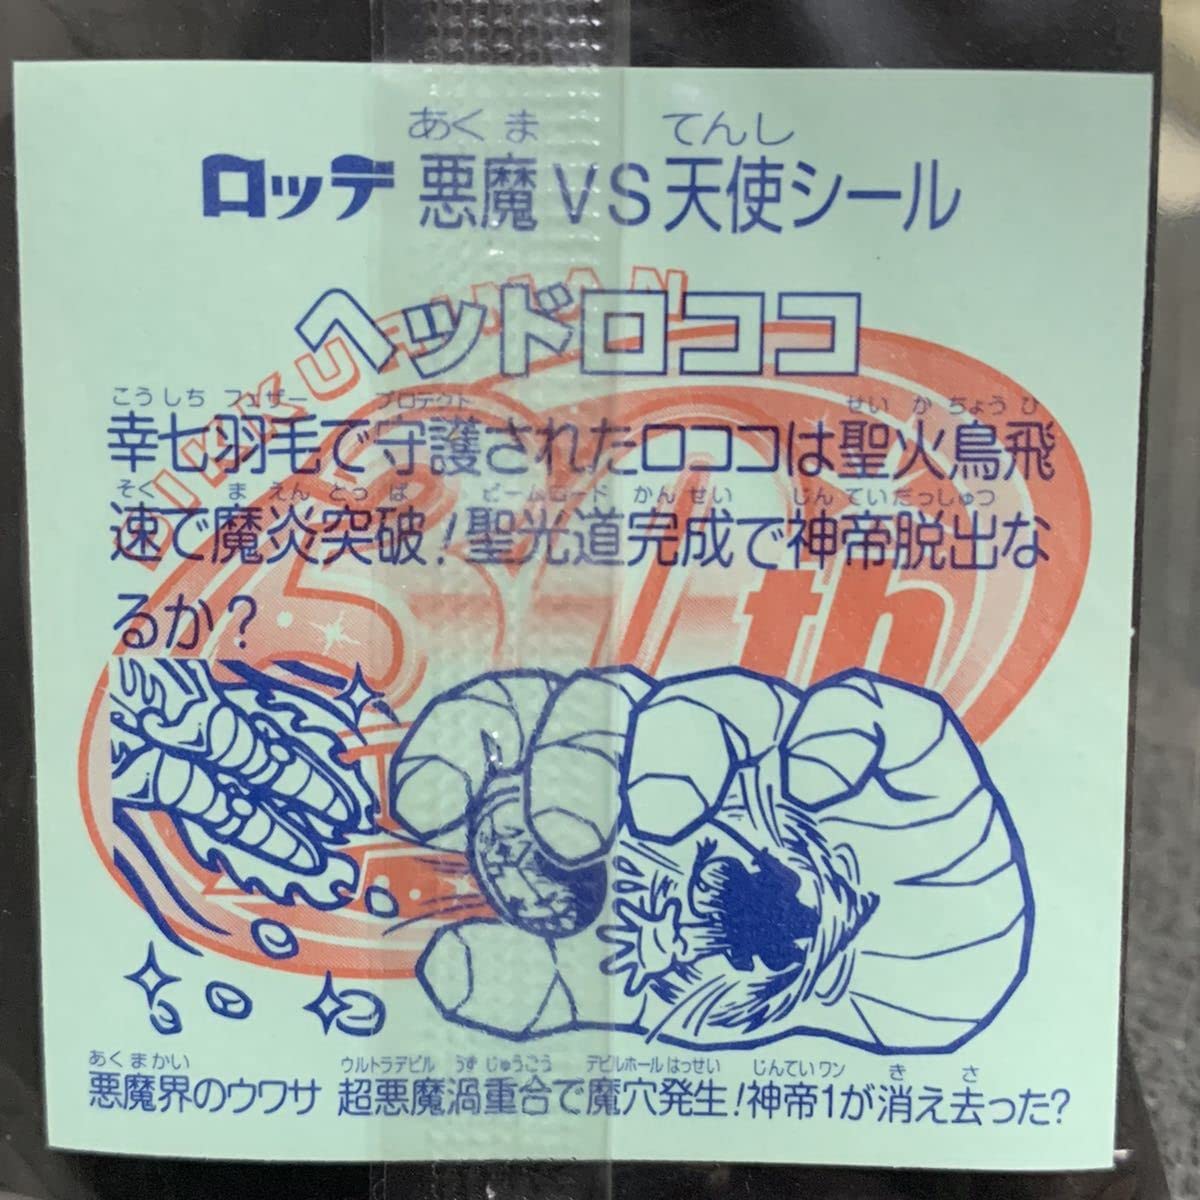 あくま てんし
ロッテ 悪魔VS天使シール
BIKKURIMAN
ヘッドロココ
30th
こうしち フェザー プロテクト せいかちょうひ
幸七羽毛で守護されたロココは聖火鳥飛
そく まえんとっぱ ビームロード かんせい じんていだっしゅつ
速で魔炎突破!聖光道完成で神帝脱出な
るか?
あくまかい ウルトラデビル うずじゅうごう デビルホールはっせい じんていワン き さ
悪魔界のウワサ 超悪魔渦重合で魔穴発生!神帝1が消え去った?